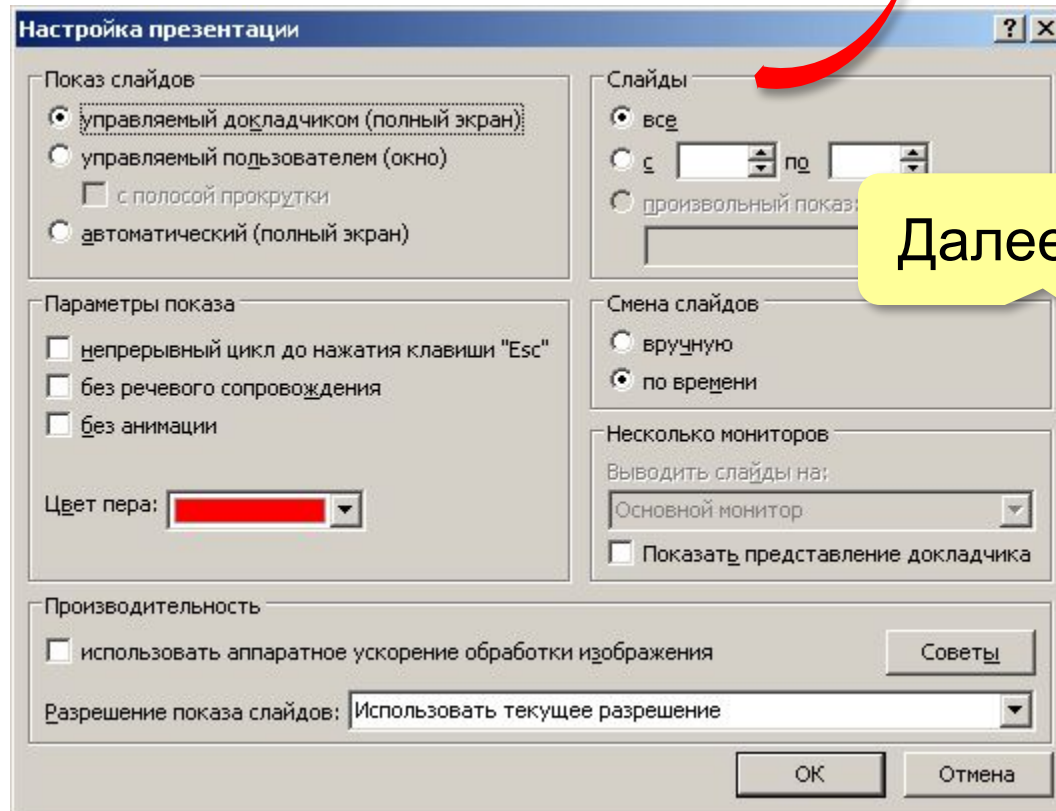 Настройка презентации
Показ слайдов
управляемый докладчиком (полный экран)
управляемый пользователем (окно)
с полосой прокрутки
автоматический (полный экран)
Слайды
все
с по
произвольный показ:
Далее
Параметры показа
непрерывный цикл до нажатия клавиши "Esc"
без речевого сопровождения
без анимации
Цвет пера:
Смена слайдов
вручную
по времени
Несколько мониторов
Выводить слайды на:
Основной монитор
Показать представление докладчика
Производительность
использовать аппаратное ускорение обработки изображения
Советы
Разрешение показа слайдов: Использовать текущее разрешение
ОК Отмена